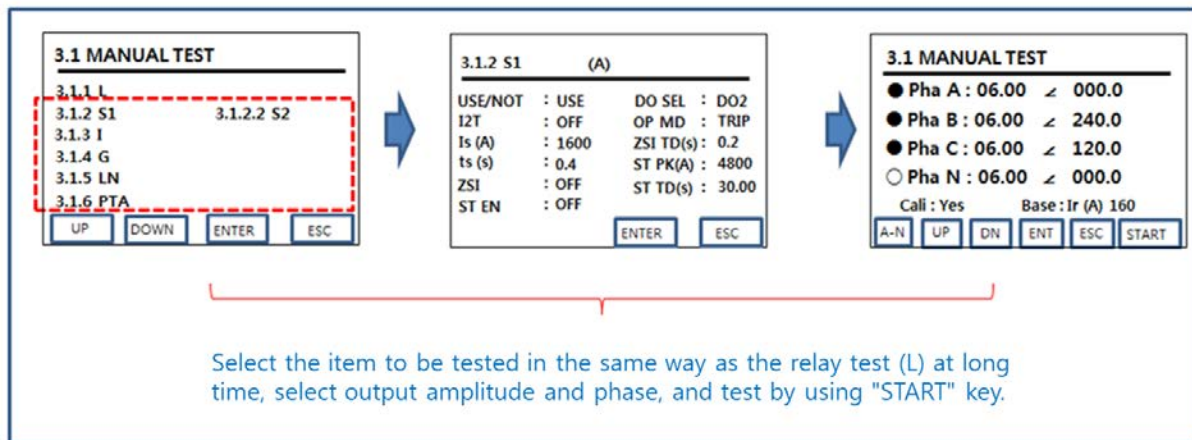 3.1 MANUAL TEST
3.1.1 L
3.1.2 S1 3.1.2.2 S2
3.1.3 I
3.1.4 G
3.1.5 LN
3.1.6 PTA
UP DOWN ENTER ESC
3.1.2 S1 (A)
USE/NOT : USE DO SEL : DO2
I2T : OFF OP MD : TRIP
Is (A) : 1600 ZSI TD(s) : 0.2
ts (s) : 0.4 ST PK(A) : 4800
ZSI : OFF ST TD(s) : 30.00
ST EN : OFF
ENTER ESC
3.1 MANUAL TEST
● Pha A : 06.00 ∠ 000.0
● Pha B : 06.00 ∠ 240.0
● Pha C : 06.00 ∠ 120.0
○ Pha N : 06.00 ∠ 000.0
Cali : Yes Base : Ir (A) 160
A-N UP DN ENT ESC START
Select the item to be tested in the same way as the relay test (L) at long
time, select output amplitude and phase, and test by using "START" key.